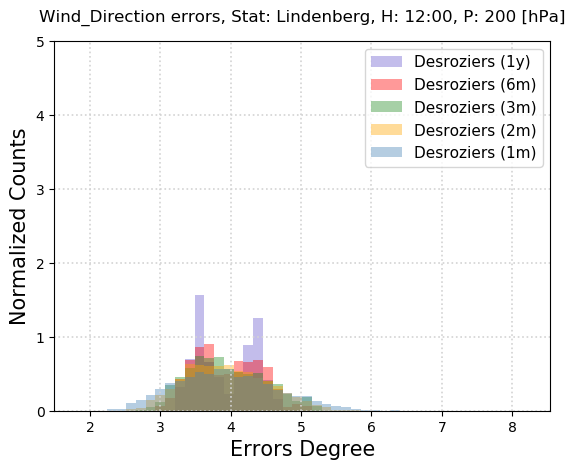 Wind_Direction errors, Stat: Lindenberg, H: 12:00, P: 200 [hPa]
5
4
3
2
1
0
Normalized Counts
Desroziers (1y)
Desroziers (6m)
Desroziers (3m)
Desroziers (2m)
Desroziers (1m)
2 3 4 5 6 7 8
Errors Degree